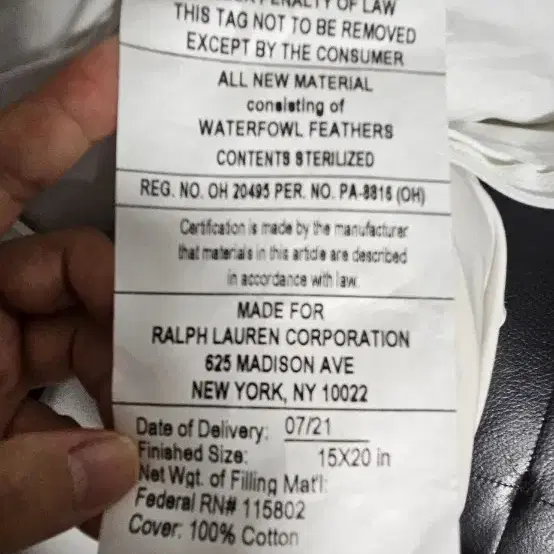 PENALTY OF LAW
THIS TAG NOT TO BE REMOVED
EXCEPT BY THE CONSUMER
ALL NEW MATERIAL
consisting of
WATERFOWL FEATHERS
CONTENTS STERILIZED
REG. NO. OH 20495 PER. NO. PA-8816 (OH)
Certification is made by the manufacturer
that materials in this article are described
in accordance with law.
MADE FOR
RALPH LAUREN CORPORATION
625 MADISON AVE
NEW YORK, NY 10022
Date of Delivery: 07/21
Finished Size: 15X20 in
Net Wgt. of Filling Mat'l:
Federal RN# 115802
Cover: 100% Cotton